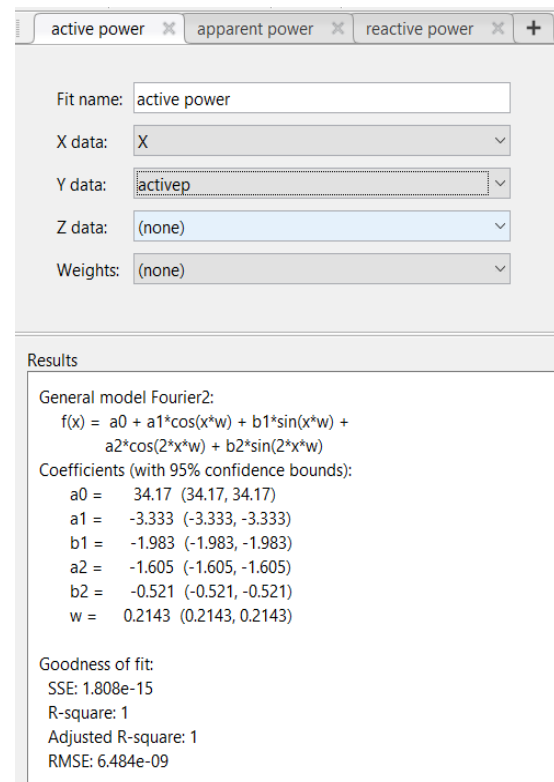 active power apparent power reactive power +
Fit name: active power
X data: X
Y data: activep
Z data: (none)
Weights: (none)
Results
General model Fourier2:
f(x) = a0 + a1*cos(x*w) + b1*sin(x*w) +
a2*cos(2*x*w) + b2*sin(2*x*w)
Coefficients (with 95% confidence bounds):
a0 = 34.17 (34.17, 34.17)
a1 = -3.333 (-3.333, -3.333)
b1 = -1.983 (-1.983, -1.983)
a2 = -1.605 (-1.605, -1.605)
b2 = -0.521 (-0.521, -0.521)
w = 0.2143 (0.2143, 0.2143)
Goodness of fit:
SSE: 1.808e-15
R-square: 1
Adjusted R-square: 1
RMSE: 6.484e-09